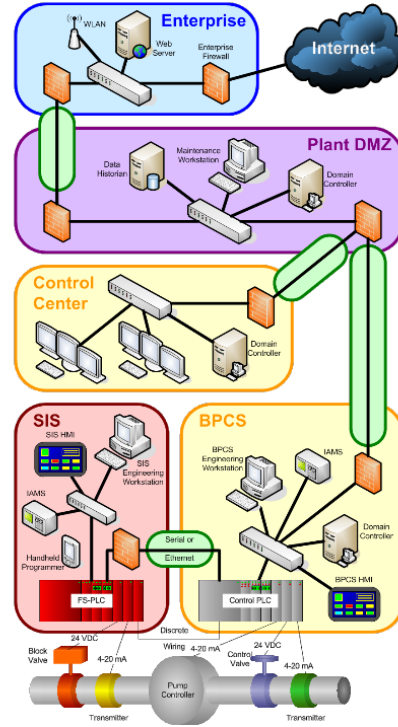 Enterprise
WLAN
Web
Server
Enterprise
Firewall
Internet
Plant DMZ
Maintenance
Workstation
Data
Historian
Domain
Controller
Control
Center
Domain
Controller
SIS
SIS HMI
SIS
Engineering
Workstation
IAMS
Handheld
Programmer
FS-PLC
Serial or
Ethernet
BPCS
BPCS
Engineering
Workstation
IAMS
Domain
Controller
BPCS HMI
Control PLC
Discrete
Wiring
24 VDC
4-20 mA
4-20 mA
24 VDC
4-20 mA
Block
Valve
Control
Valve
Pump
Controller
Transmitter
Transmitter